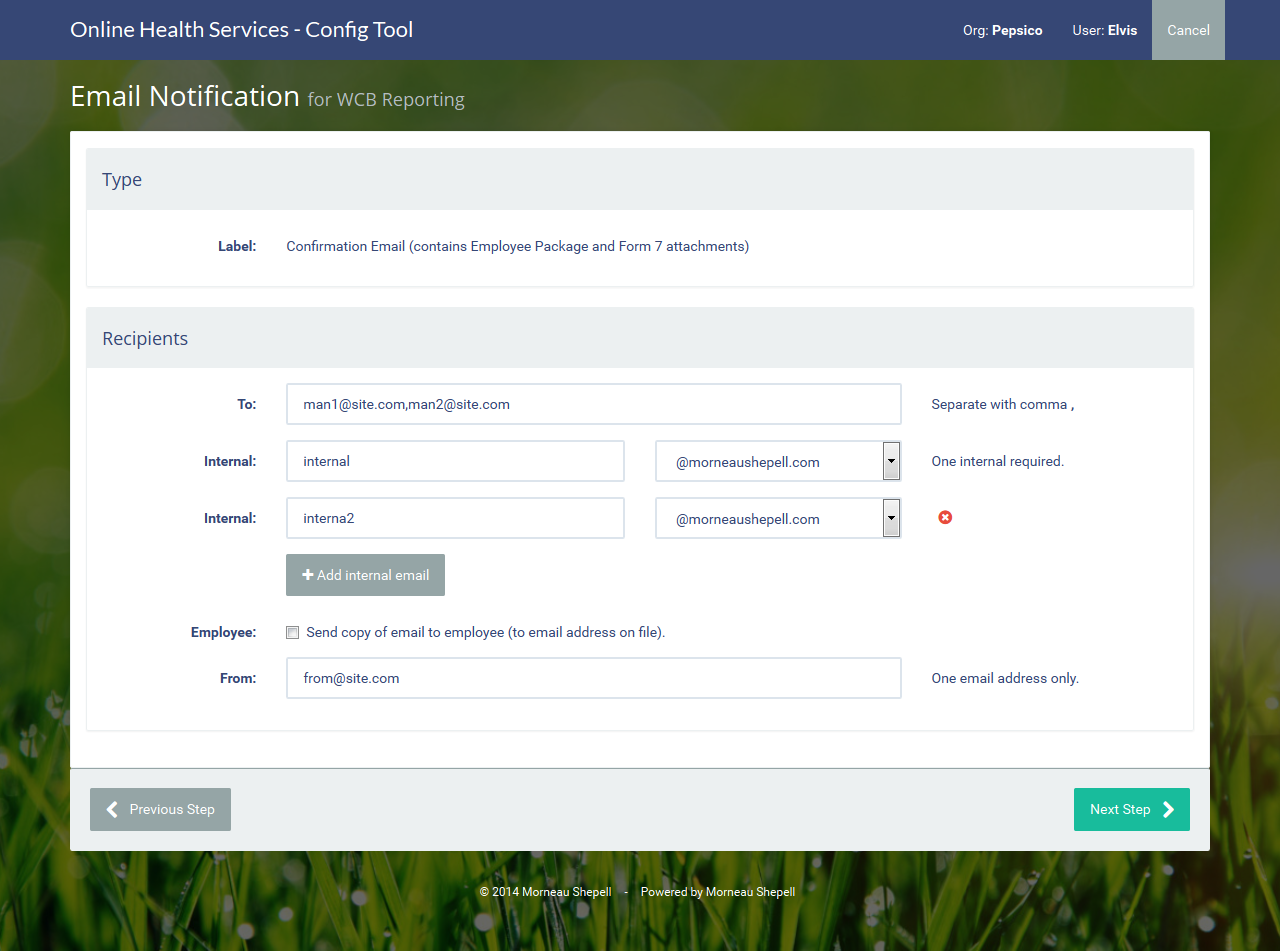 Online Health Services - Config Tool
Org: Pepsico
User: Elvis
Cancel
Email Notification for WCB Reporting
Type
Label: Confirmation Email (contains Employee Package and Form 7 attachments)
Recipients
To: man1@site.com,man2@site.com Separate with comma ,
Internal: internal @morneaushepell.com One internal required.
Internal: interna2 @morneaushepell.com
Add internal email
Employee: Send copy of email to employee (to email address on file).
From: from@site.com One email address only.
Previous Step
Next Step
© 2014 Morneau Shepell - Powered by Morneau Shepell